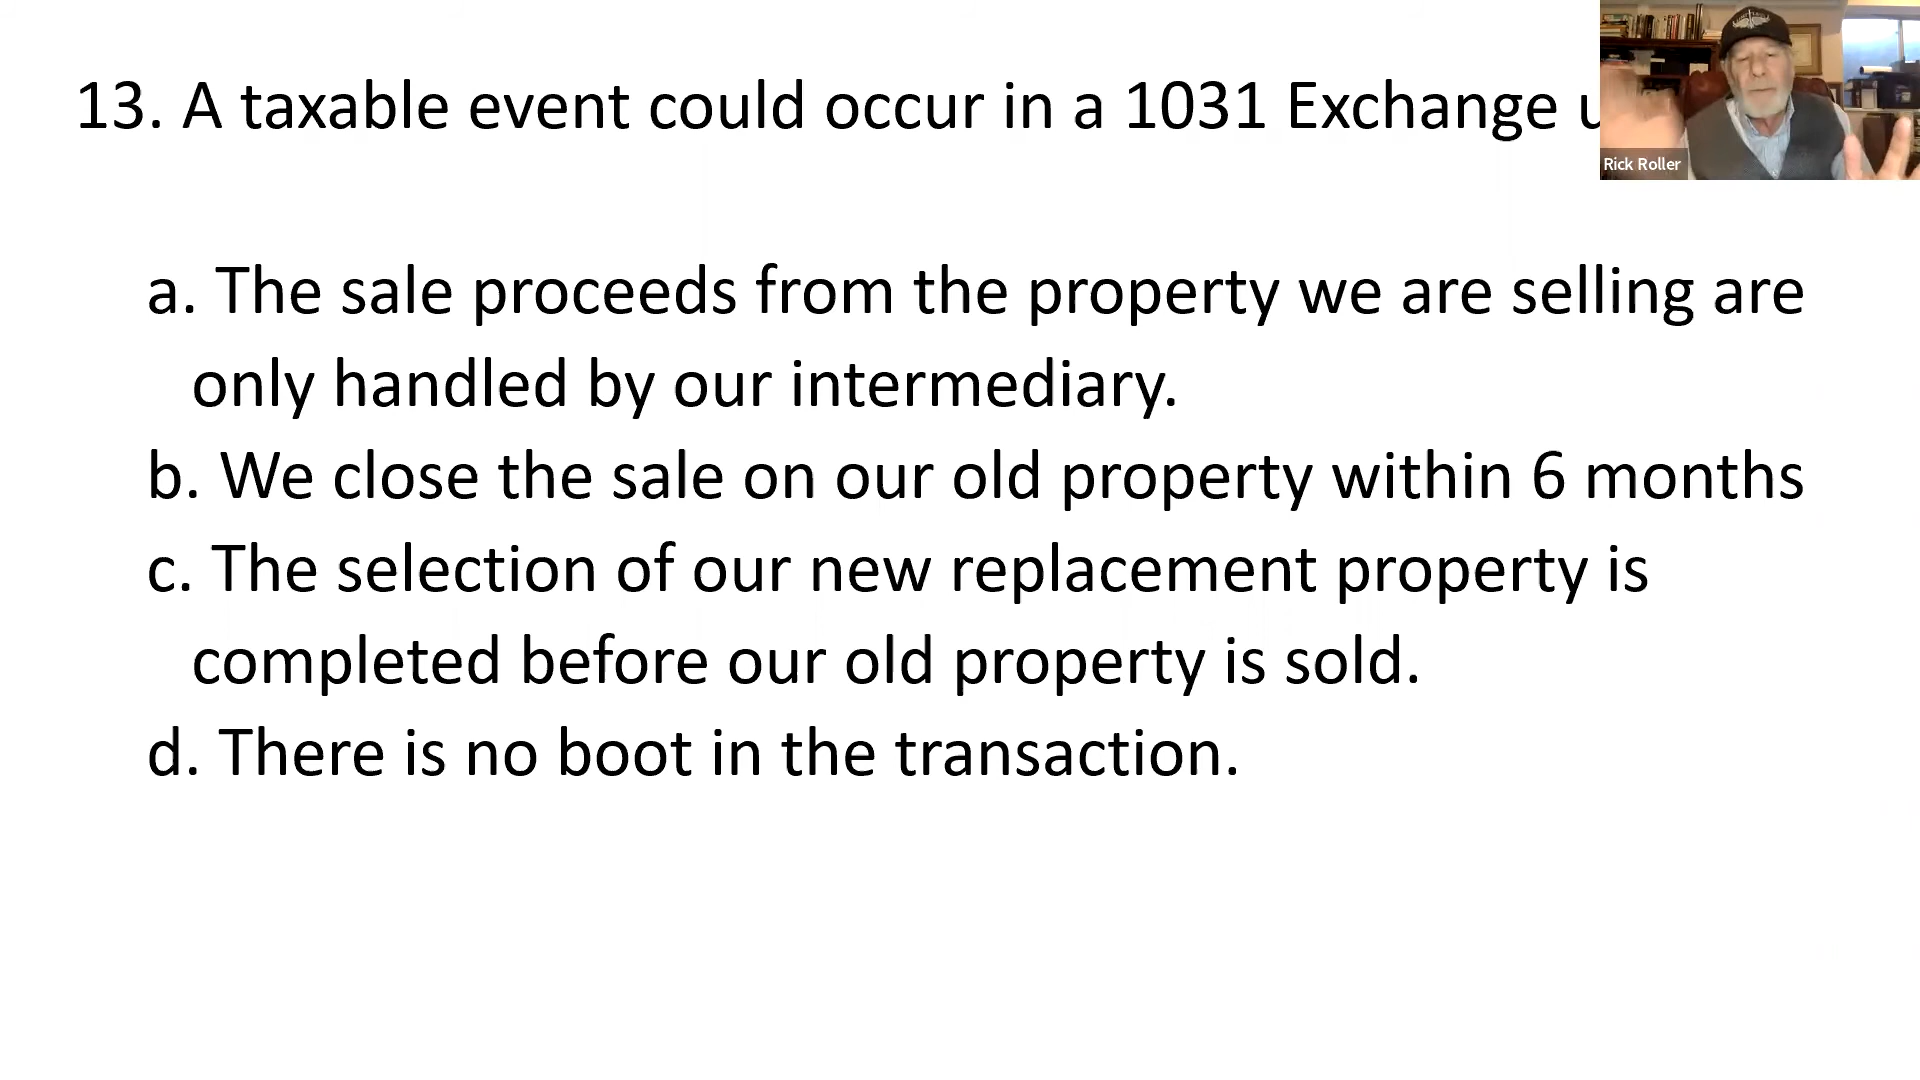 13. A taxable event could occur in a 1031 Exchange
Rick Roller
a. The sale proceeds from the property we are selling are
only handled by our intermediary.
b. We close the sale on our old property within 6 months
c. The selection of our new replacement property is
completed before our old property is sold.
d. There is no boot in the transaction.